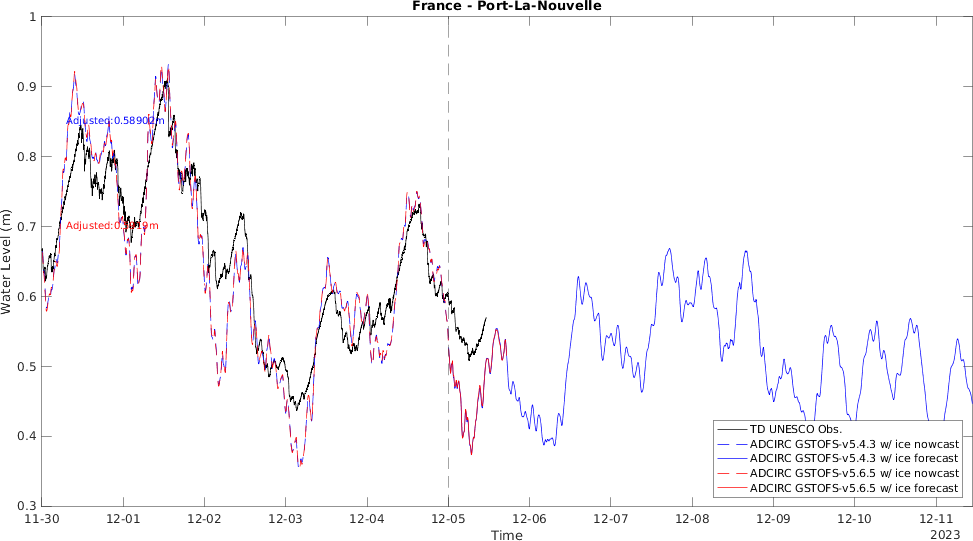 France - Port-La-Nouvelle
1
0.9
0.8
0.7
0.6
0.5
0.4
0.3
Water Level (m)
Adjusted:0.58902m
11-30
12-01
12-02
12-03
12-04
12-05
12-06
12-07
12-08
12-09
12-10
12-11
2023
Time
TD UNESCO Obs.
ADCIRC GSTOFS-v5.4.3 w/ ice nowcast
ADCIRC GSTOFS-v5.4.3 w/ ice forecast
ADCIRC GSTOFS-v5.6.5 w/ ice nowcast
ADCIRC GSTOFS-v5.6.5 w/ ice forecast